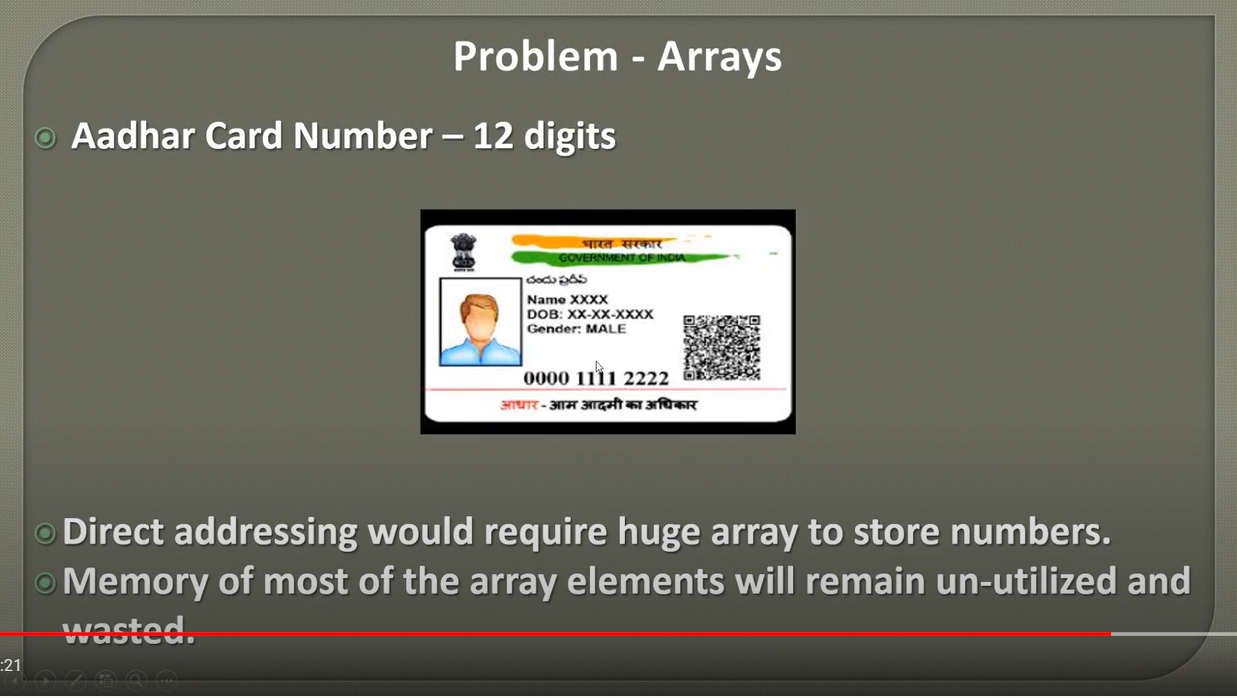 Problem - Arrays
Aadhar Card Number – 12 digits
भारत सरकार
GOVERNMENT OF INDIA
చందు ప్రదీప్
Name XXXX
DOB: XX-XX-XXXX
Gender: MALE
0000 1111 2222
आधार - आम आदमी का अधिकार
Direct addressing would require huge array to store numbers.
Memory of most of the array elements will remain un-utilized and
wasted.
:21